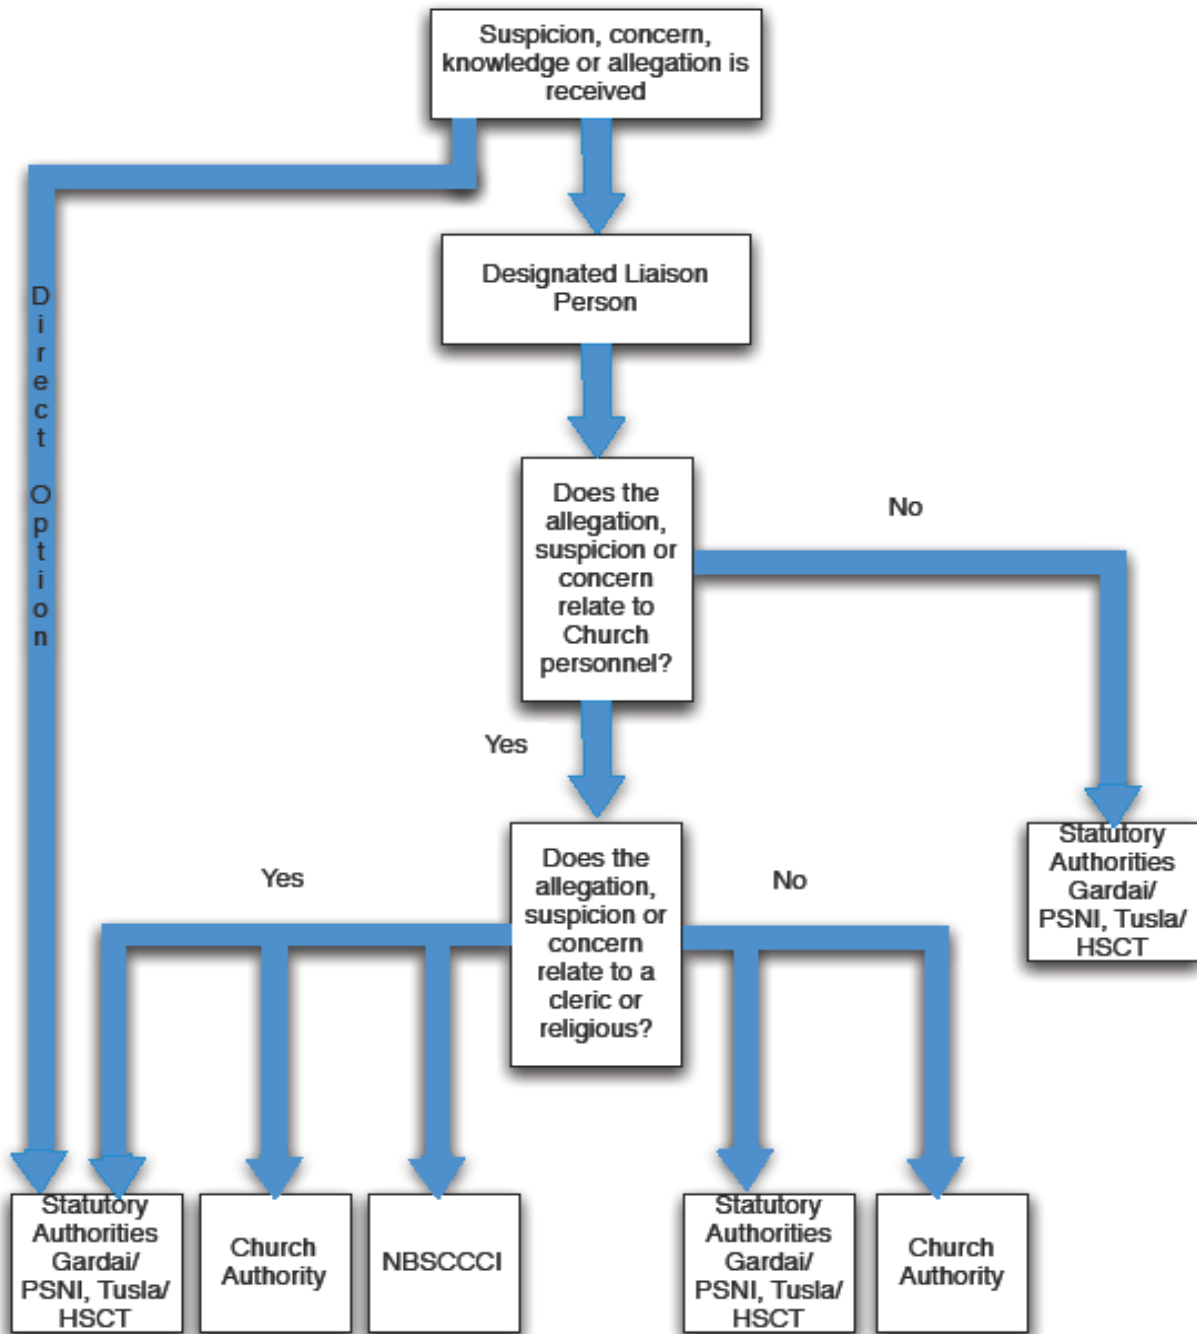 Suspicion, concern,
knowledge or allegation is
received
Designated Liaison
Person
Direct Option
Does the
allegation,
suspicion or
concern
relate to
Church
personnel?
No
Yes
Statutory
Authorities
Gardai/
PSNI, Tusla/
HSCT
Does the
allegation,
suspicion or
concern
relate to a
cleric or
religious?
Yes
No
Statutory
Authorities
Gardai/
PSNI, Tusla/
HSCT
Church
Authority
NBSCCCI
Statutory
Authorities
Gardai/
PSNI, Tusla/
HSCT
Church
Authority